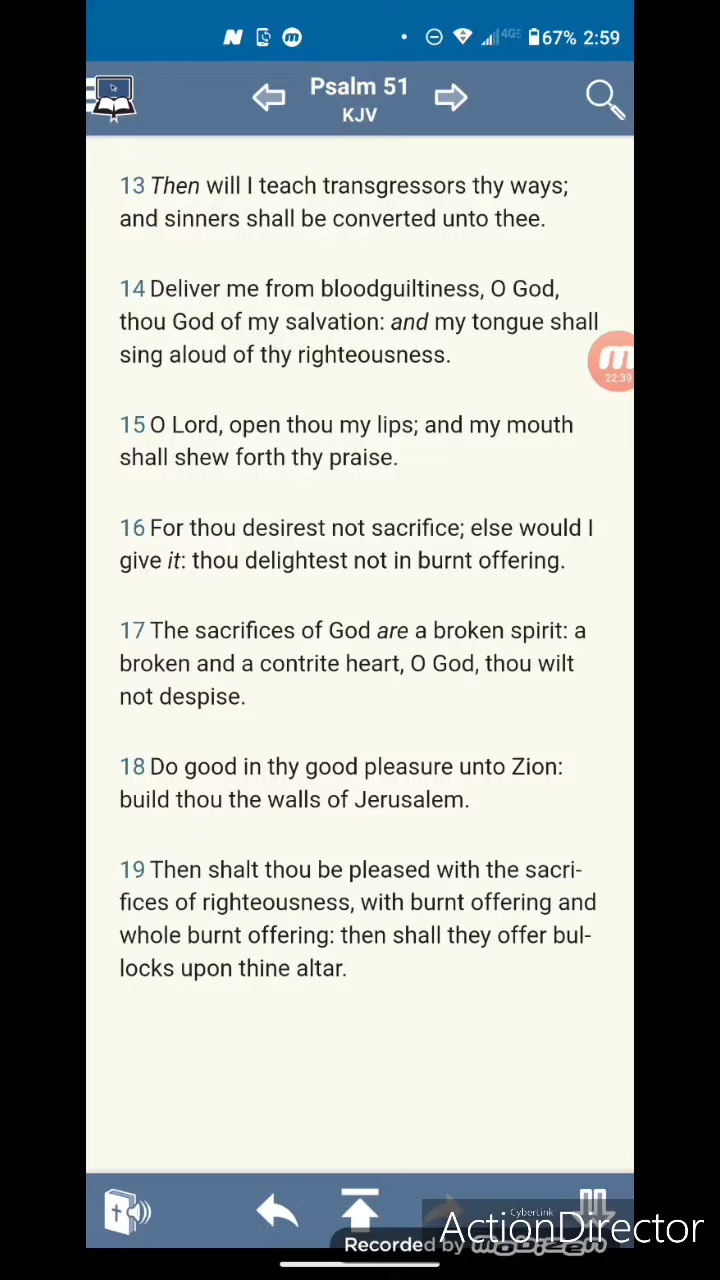 67% 2:59
Psalm 51
KJV
13 Then will I teach transgressors thy ways;
and sinners shall be converted unto thee.
14 Deliver me from bloodguiltiness, O God,
thou God of my salvation: and my tongue shall
sing aloud of thy righteousness.
22:39
15 O Lord, open thou my lips; and my mouth
shall shew forth thy praise.
16 For thou desirest not sacrifice; else would I
give it: thou delightest not in burnt offering.
17 The sacrifices of God are a broken spirit: a
broken and a contrite heart, O God, thou wilt
not despise.
18 Do good in thy good pleasure unto Zion:
build thou the walls of Jerusalem.
19 Then shalt thou be pleased with the sacri-
fices of righteousness, with burnt offering and
whole burnt offering: then shall they offer bul-
locks upon thine altar.
CyberLink
ActionDirector
Recorded by mobizen